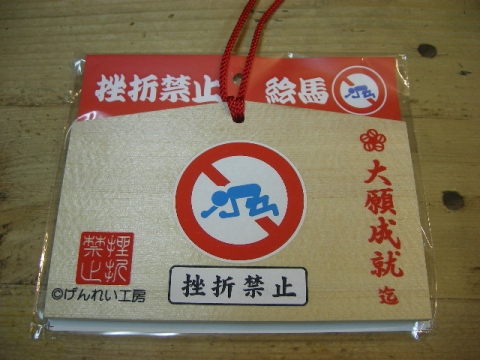 挫折禁止 絵馬
大願成就迄
挫折
禁止
挫折禁止
©げんれい工房